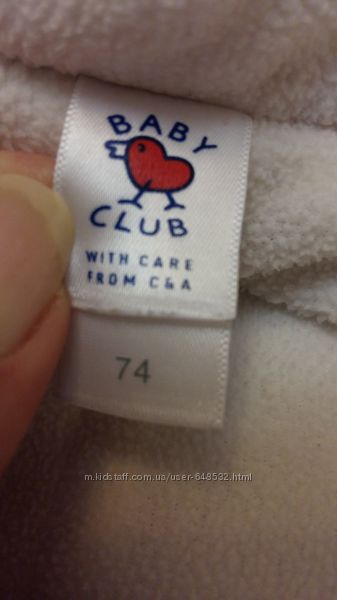 BABY
CLUB
WITH CARE
FROM C&A
74
m.kidstaff.com.ua/user-648532.html